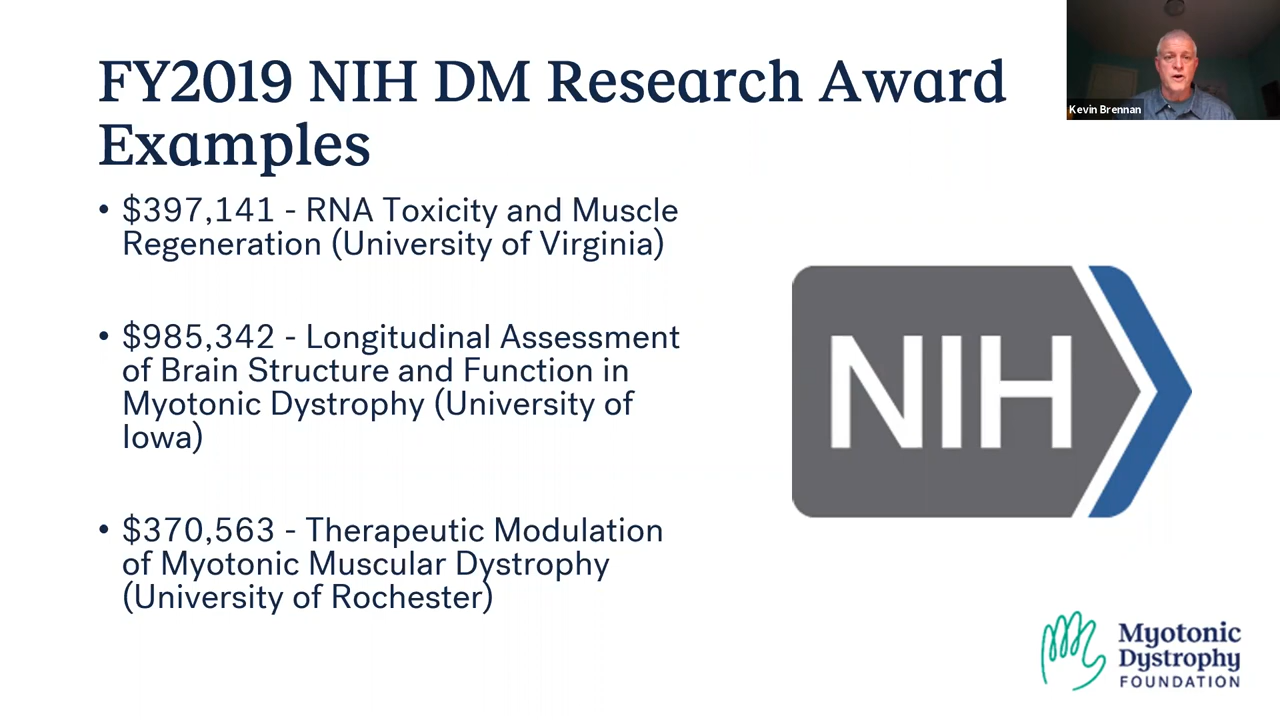 FY2019 NIH DM Research Award
Examples
• $397,141 - RNA Toxicity and Muscle
Regeneration (University of Virginia)
• $985,342 - Longitudinal Assessment
of Brain Structure and Function in
Myotonic Dystrophy (University of
Iowa)
• $370,563 - Therapeutic Modulation
of Myotonic Muscular Dystrophy
(University of Rochester)
Kevin Brennan
NIH
Myotonic
Dystrophy
FOUNDATION